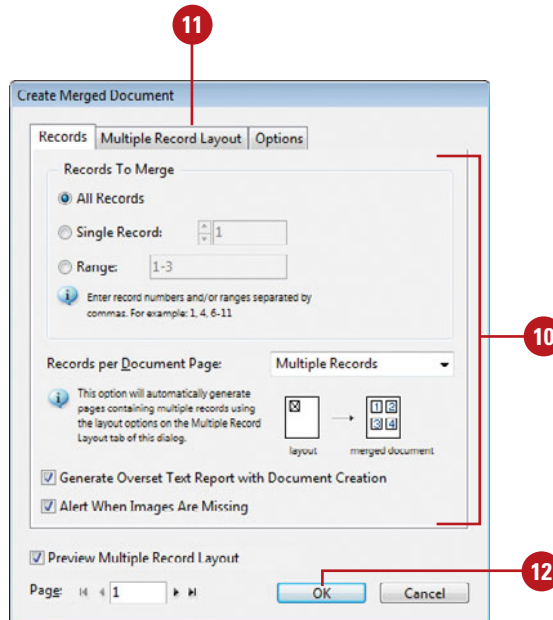 11
Create Merged Document
Records Multiple Record Layout Options
Records To Merge
All Records
Single Record: 1
Range: 1-3
Enter record numbers and/or ranges separated by
commas. For example: 1, 4, 6-11
10
Records per Document Page: Multiple Records
This option will automatically generate
pages containing multiple records using
the layout options on the Multiple Record
Layout tab of this dialog.
1 2
3 4
layout merged document
Generate Overset Text Report with Document Creation
Alert When Images Are Missing
Preview Multiple Record Layout
12
Page: 1 OK Cancel